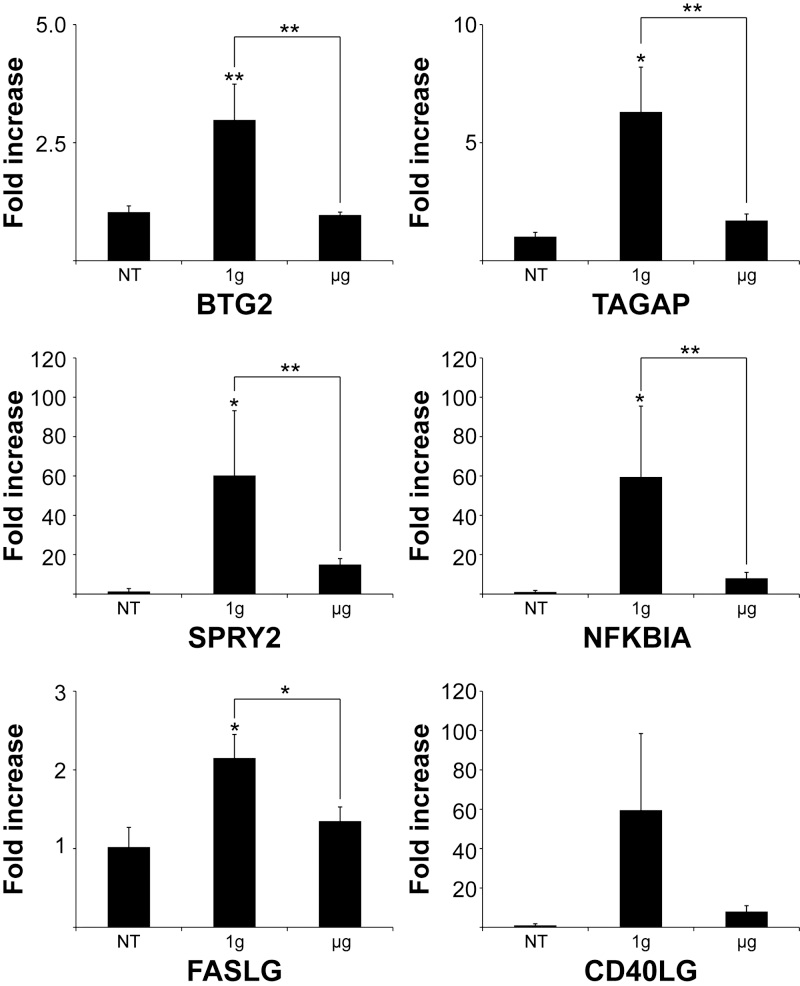 Fold increase
5.0
2.5
**
**
NT 1g µg
BTG2
Fold increase
10
5
**
*
NT 1g µg
TAGAP
Fold increase
120
100
80
60
40
20
**
*
NT 1g µg
SPRY2
Fold increase
120
100
80
60
40
20
**
*
NT 1g µg
NFKBIA
Fold increase
3
2
1
*
*
NT 1g µg
FASLG
Fold increase
120
100
80
60
40
20
NT 1g µg
CD40LG